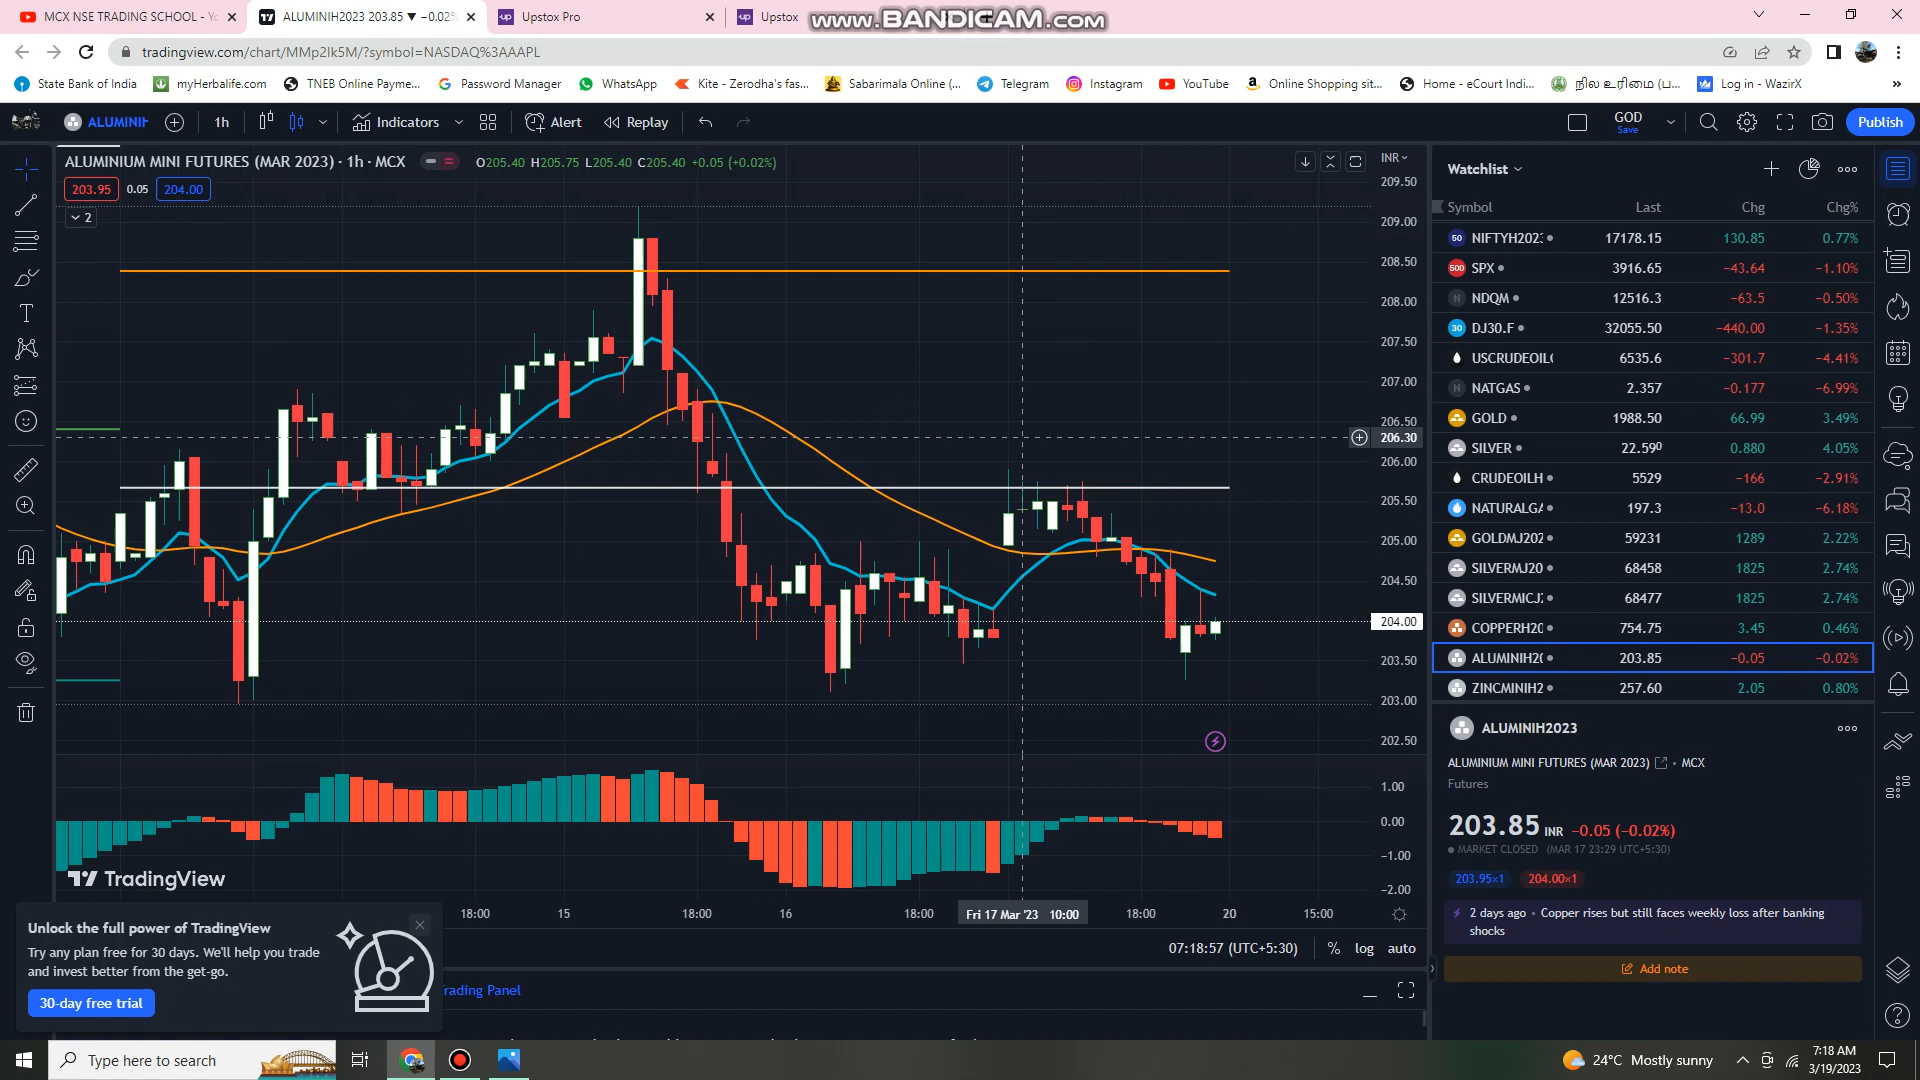 MCX NSE TRADING SCHOOL - Yo
ALUMINIH2023 203.85 ▼ −0.02%
Upstox Pro
Upstox
www.BANDICAM.com
tradingview.com/chart/MMp2Ik5M/?symbol=NASDAQ%3AAAPL
State Bank of India
myHerbalife.com
TNEB Online Payme...
Password Manager
WhatsApp
Kite - Zerodha's fas...
Sabarimala Online (...
Telegram
Instagram
YouTube
Online Shopping sit...
Home - eCourt Indi...
நில உரிமை (ப...
Log in - WazirX
ALUMINIH
1h
Indicators
Alert
Replay
GOD
Save
Publish
ALUMINIUM MINI FUTURES (MAR 2023) · 1h · MCX
O205.40 H205.75 L205.40 C205.40 +0.05 (+0.02%)
203.95
0.05
204.00
2
INR
209.50
209.00
208.50
208.00
207.50
207.00
206.50
206.30
206.00
205.50
205.00
204.50
204.00
203.50
203.00
202.50
1.00
0.00
−1.00
−2.00
TradingView
18:00
15
18:00
16
18:00
Fri 17 Mar '23 10:00
18:00
20
15:00
07:18:57 (UTC+5:30)
%
log
auto
Unlock the full power of TradingView
Try any plan free for 30 days. We'll help you trade
and invest better from the get-go.
30-day free trial
rading Panel
Watchlist
Symbol Last Chg Chg%
NIFTYH2023 17178.15 130.85 0.77%
SPX 3916.65 −43.64 −1.10%
NDQM 12516.3 −63.5 −0.50%
DJ30.F 32055.50 −440.00 −1.35%
USCRUDEOIL( 6535.6 −301.7 −4.41%
NATGAS 2.357 −0.177 −6.99%
GOLD 1988.50 66.99 3.49%
SILVER 22.590 0.880 4.05%
CRUDEOILH 5529 −166 −2.91%
NATURALGA 197.3 −13.0 −6.18%
GOLDMJ202 59231 1289 2.22%
SILVERMJ20 68458 1825 2.74%
SILVERMICJ2 68477 1825 2.74%
COPPERH20 754.75 3.45 0.46%
ALUMINIH20 203.85 −0.05 −0.02%
ZINCMINIH2 257.60 2.05 0.80%
ALUMINIH2023
ALUMINIUM MINI FUTURES (MAR 2023) • MCX
Futures
203.85 INR −0.05 (−0.02%)
MARKET CLOSED (MAR 17 23:29 UTC+5:30)
203.95×1
204.00×1
2 days ago • Copper rises but still faces weekly loss after banking
shocks
Add note
Type here to search
24°C Mostly sunny
7:18 AM
3/19/2023